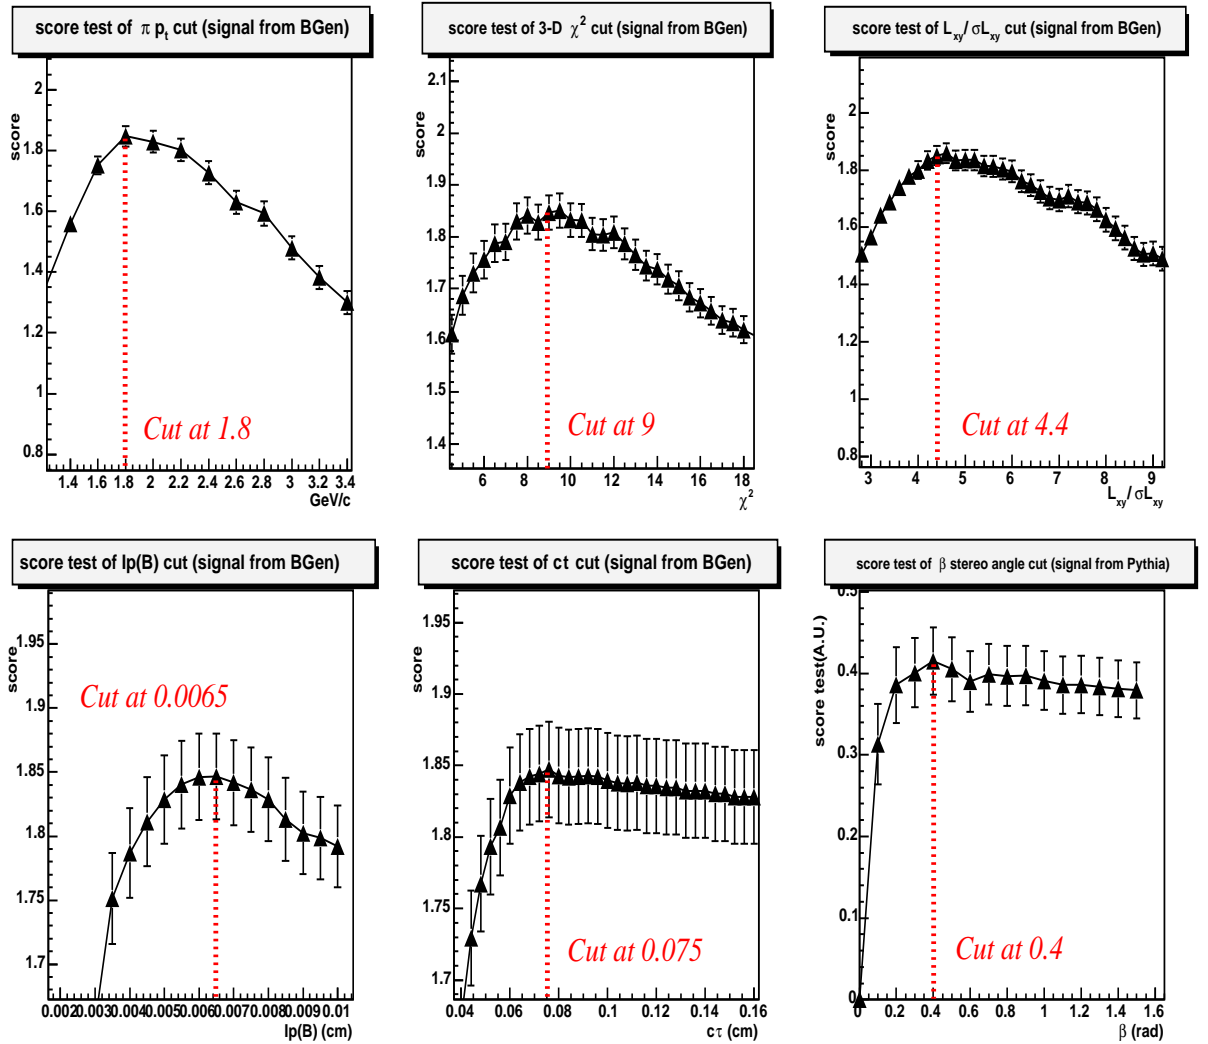 score test of π pt cut (signal from BGen)
score
2
1.8
1.6
1.4
1.2
1
0.8
Cut at 1.8
1.4 1.6 1.8 2 2.2 2.4 2.6 2.8 3 3.2 3.4
GeV/c
score test of 3-D χ² cut (signal from BGen)
score
2.1
2
1.9
1.8
1.7
1.6
1.5
1.4
Cut at 9
6 8 10 12 14 16 18
χ²
score test of Lxy/ σLxy cut (signal from BGen)
score
2
1.8
1.6
1.4
1.2
1
0.8
Cut at 4.4
3 4 5 6 7 8 9
Lxy/ σLxy
score test of Ip(B) cut (signal from BGen)
score
1.95
1.9
1.85
1.8
1.75
1.7
Cut at 0.0065
0.002 0.003 0.004 0.005 0.006 0.007 0.008 0.009 0.01
Ip(B) (cm)
score test of ct cut (signal from BGen)
score
1.95
1.9
1.85
1.8
1.75
1.7
Cut at 0.075
0.04 0.06 0.08 0.1 0.12 0.14 0.16
cτ (cm)
score test of β stereo angle cut (signal from Pythia)
score test(A.U.)
0.5
0.4
0.3
0.2
0.1
0
Cut at 0.4
0 0.2 0.4 0.6 0.8 1 1.2 1.4 1.6
β (rad)